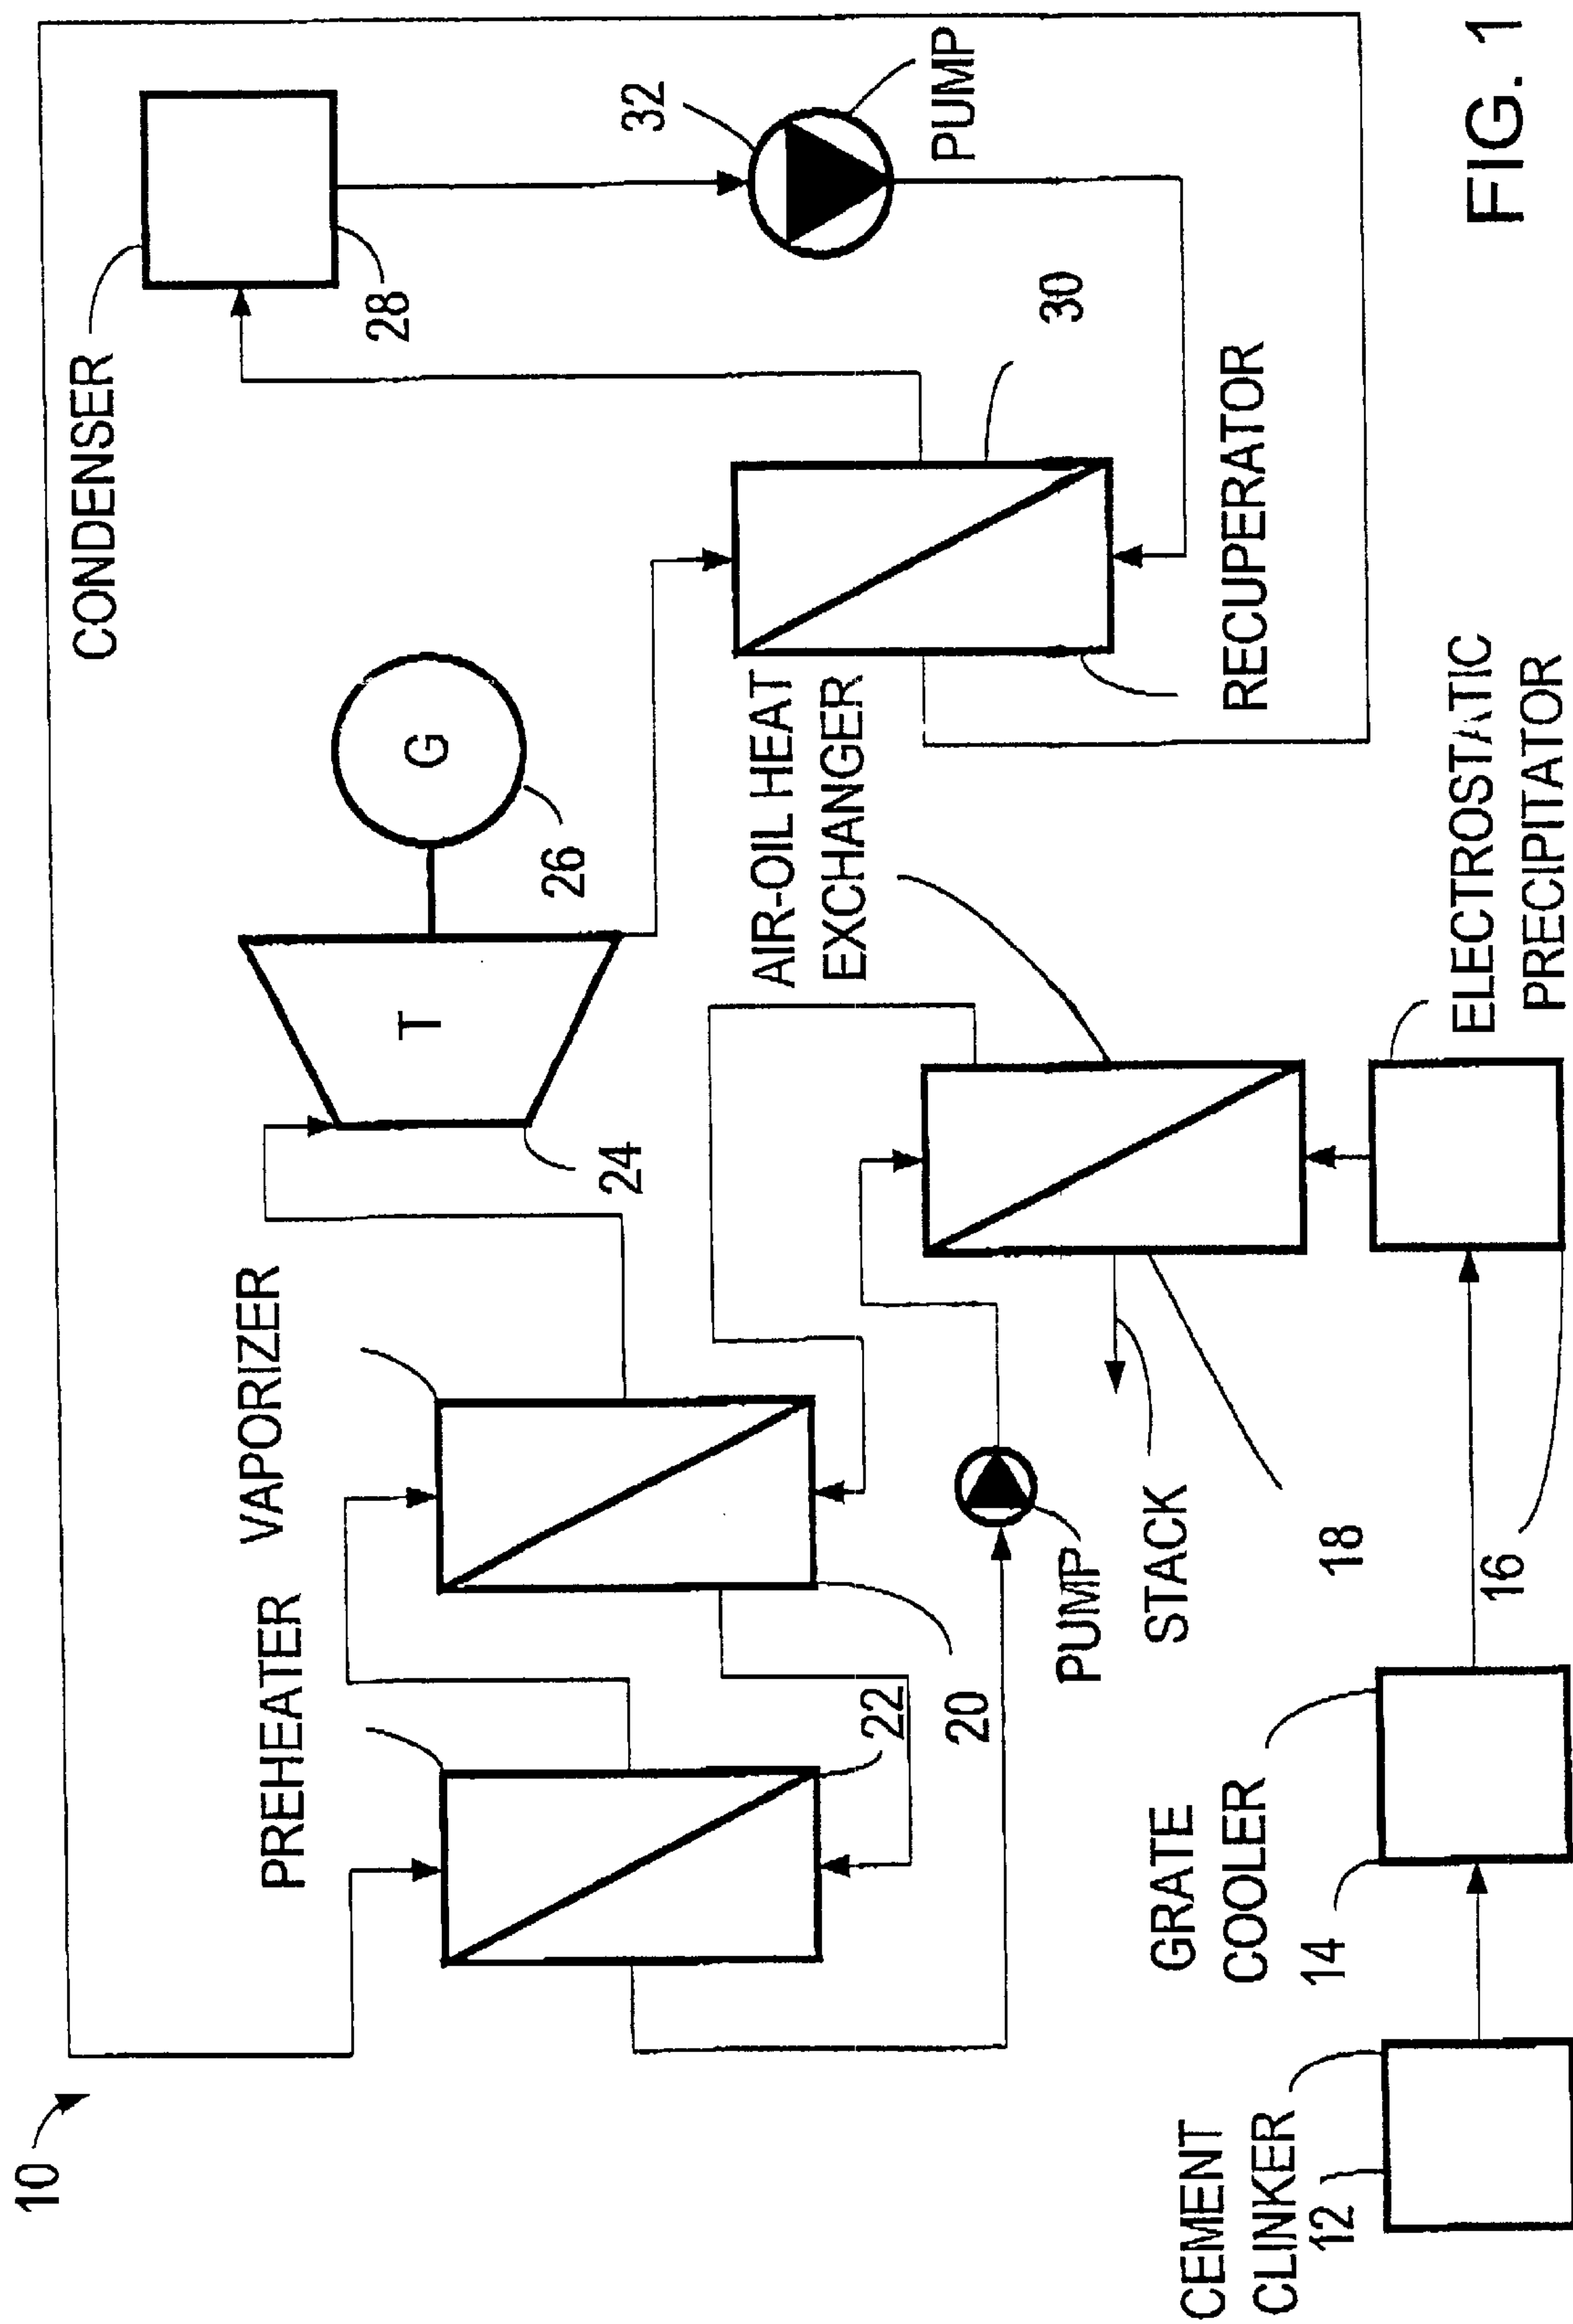 10
CONDENSER
28
32
PUMP
PREHEATER
VAPORIZER
T
G
24
26
22
20
AIR-OIL HEAT
EXCHANGER
30
RECUPERATOR
PUMP
STACK
18
CEMENT
CLINKER
12
GRATE
COOLER
14
16
ELECTROSTATIC
PRECIPITATOR
FIG. 1